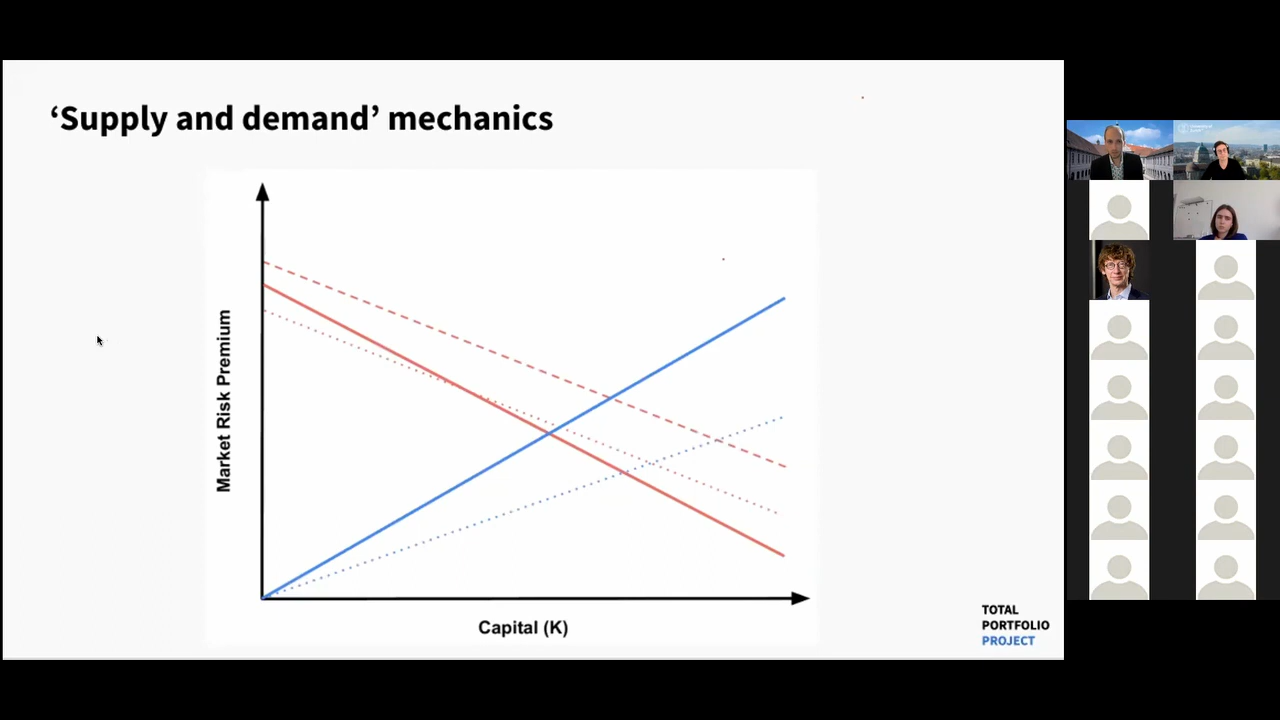 ‘Supply and demand’ mechanics
Market Risk Premium
Capital (K)
TOTAL
PORTFOLIO
PROJECT